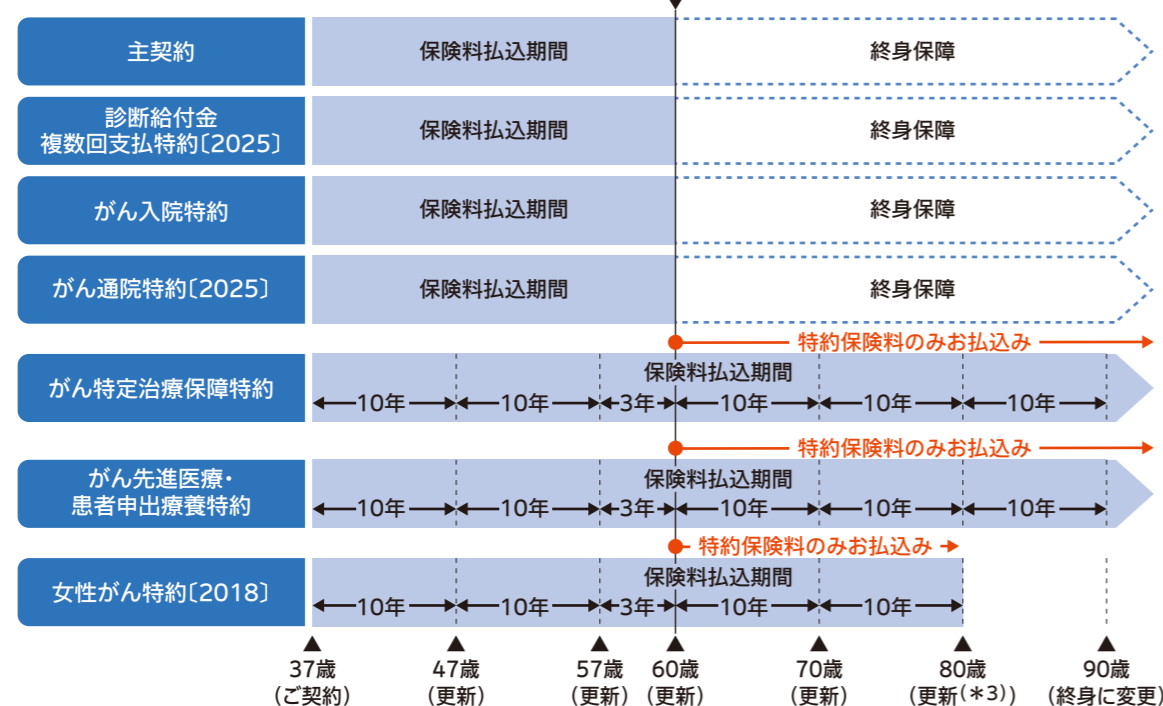 主契約
保険料払込期間
終身保障
診断給付金
複数回支払特約〔2025〕
保険料払込期間
終身保障
がん入院特約
保険料払込期間
終身保障
がん通院特約〔2025〕
保険料払込期間
終身保障
特約保険料のみお払込み
がん特定治療保障特約
保険料払込期間
10年 10年 3年 10年 10年 10年
特約保険料のみお払込み
がん先進医療・
患者申出療養特約
保険料払込期間
10年 10年 3年 10年 10年 10年
特約保険料のみお払込み
女性がん特約〔2018〕
保険料払込期間
10年 10年 3年 10年 10年
37歳 47歳 57歳 60歳 70歳 80歳 90歳
(ご契約) (更新) (更新) (更新) (更新) (更新(*3)) (終身に変更)